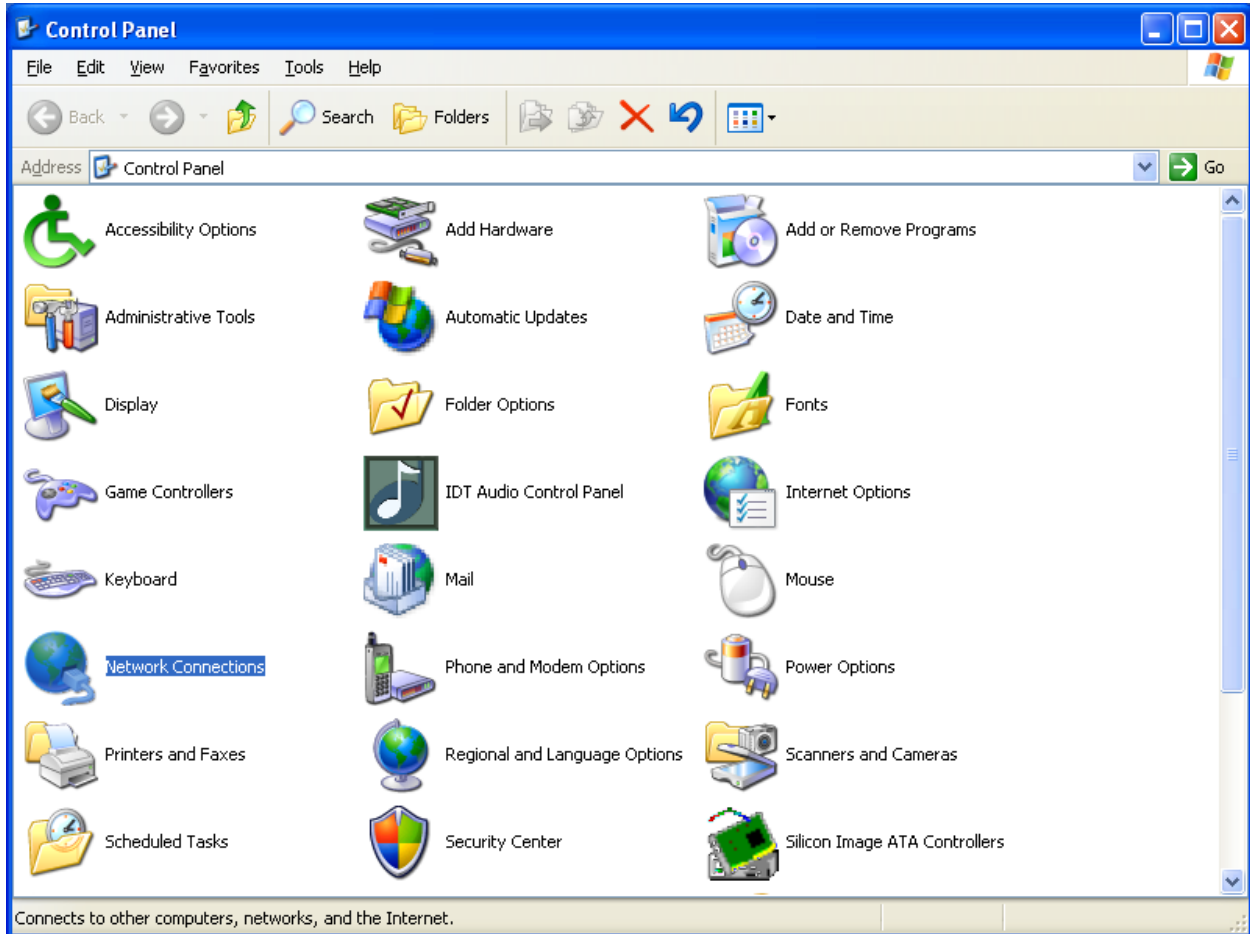 Control Panel
File Edit View Favorites Tools Help
Back Search Folders
Address Control Panel Go
Accessibility Options Add Hardware Add or Remove Programs
Administrative Tools Automatic Updates Date and Time
Display Folder Options Fonts
Game Controllers IDT Audio Control Panel Internet Options
Keyboard Mail Mouse
Network Connections Phone and Modem Options Power Options
Printers and Faxes Regional and Language Options Scanners and Cameras
Scheduled Tasks Security Center Silicon Image ATA Controllers
Connects to other computers, networks, and the Internet.